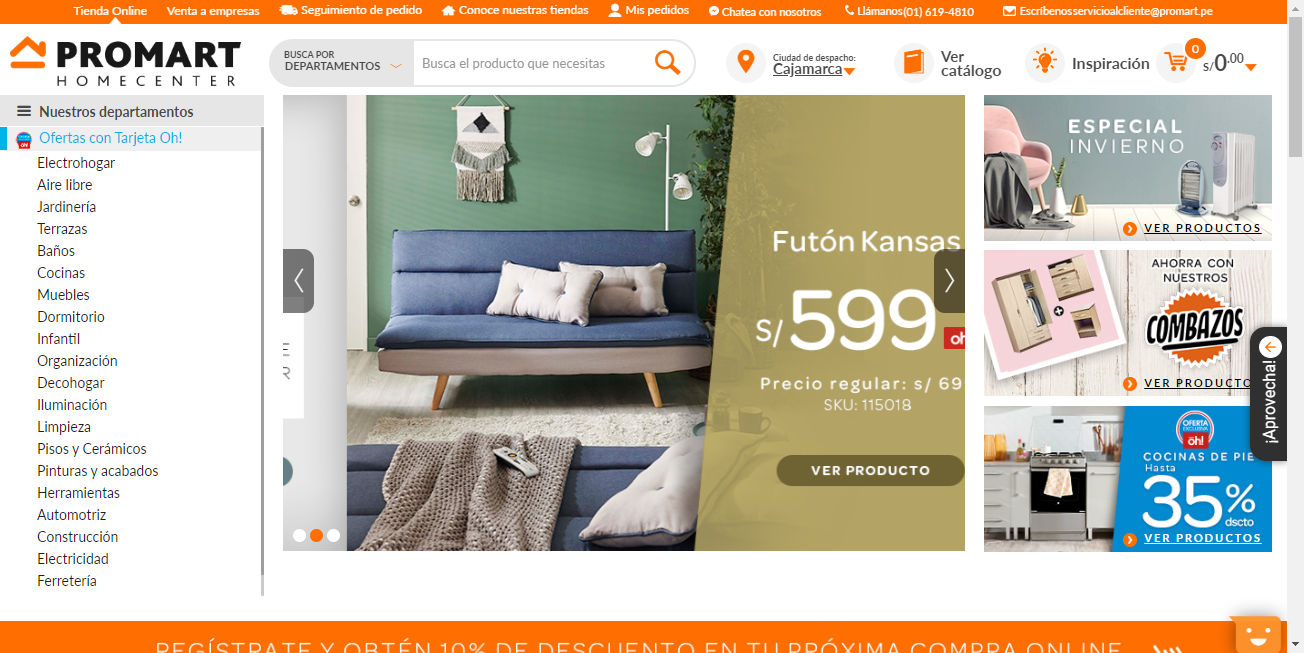 Tienda Online
Venta a empresas
Seguimiento de pedido
Conoce nuestras tiendas
Mis pedidos
Chatea con nosotros
Llámanos(01) 619-4810
Escríbenosservicioalcliente@promart.pe
PROMART
HOMECENTER
BUSCA POR
DEPARTAMENTOS
Busca el producto que necesitas
Ciudad de despacho:
Cajamarca
Ver
catálogo
Inspiración
0
S/0.00
Nuestros departamentos
Ofertas con Tarjeta Oh!
Electrohogar
Aire libre
Jardinería
Terrazas
Baños
Cocinas
Muebles
Dormitorio
Infantil
Organización
Decohogar
Iluminación
Limpieza
Pisos y Cerámicos
Pinturas y acabados
Herramientas
Automotriz
Construcción
Electricidad
Ferretería
E
R
Futón Kansas
S/599
oh
Precio regular: s/ 69
SKU: 115018
VER PRODUCTO
ESPECIAL
INVIERNO
VER PRODUCTOS
AHORRA CON
NUESTROS
COMBAZOS
VER PRODUCTO
¡Aprovecha!
OFERTA
EXCLUSIVA
oh!
COCINAS DE PIE
Hasta
35%
dscto
VER PRODUCTOS
REGÍSTRATE Y OBTÉN 10% DE DESCUENTO EN TU PRÓXIMA COMPRA ONLINE